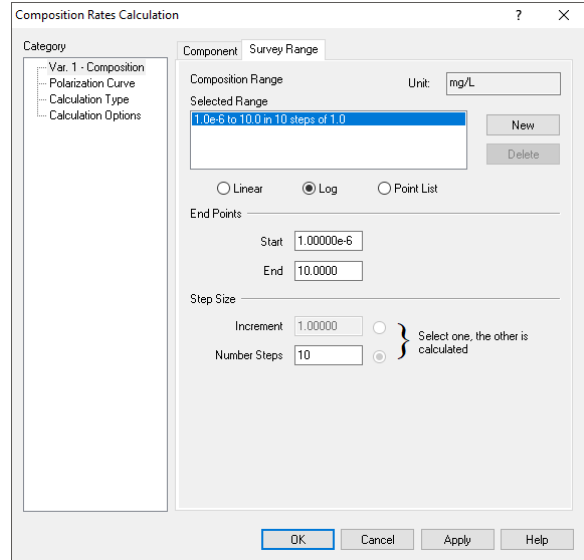 Composition Rates Calculation ? ×
Category
Var. 1 - Composition
Polarization Curve
Calculation Type
Calculation Options
Component Survey Range
Composition Range Unit: mg/L
Selected Range
1.0e-6 to 10.0 in 10 steps of 1.0
New
Delete
Linear Log Point List
End Points
Start 1.00000e-6
End 10.0000
Step Size
Increment 1.00000
Number Steps 10
Select one, the other is
calculated
OK Cancel Apply Help